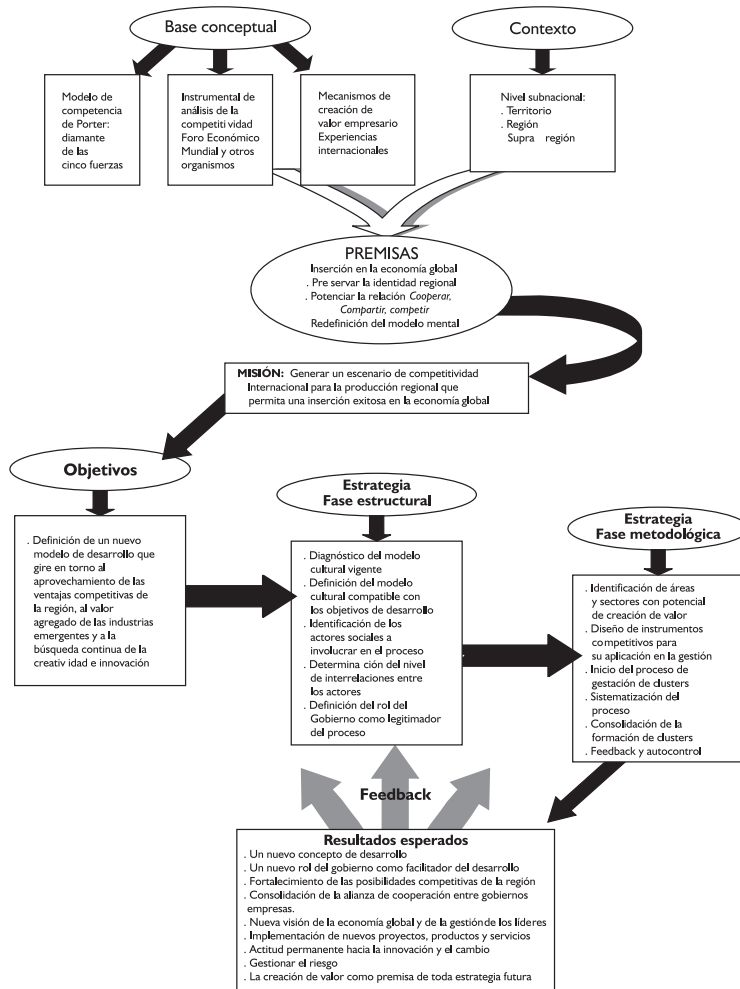 Base conceptual
Contexto
Modelo de
competencia
de Porter:
diamante
de las
cinco fuerzas
Instrumental de
análisis de la
competiti vidad
Foro Económico
Mundial y otros
organismos
Mecanismos de
creación de
valor empresario
Experiencias
internacionales
Nivel subnacional:
. Territorio
. Región
Supra región
PREMISAS
Inserción en la economía global
. Pre servar la identidad regional
. Potenciar la relación Cooperar,
Compartir, competir
Redefinición del modelo mental
MISIÓN: Generar un escenario de competitividad
Internacional para la producción regional que
permita una inserción exitosa en la economía global
Objetivos
. Definición de un nuevo
modelo de desarrollo que
gire en torno al
aprovechamiento de las
ventajas competitivas de
la región, al valor
agregado de las industrias
emergentes y a la
búsqueda continua de la
creativ idad e innovación
Estrategia
Fase estructural
. Diagnóstico del modelo
cultural vigente
. Definición del modelo
cultural compatible con
los objetivos de desarrollo
. Identificación de los
actores sociales a
involucrar en el proceso
. Determina ción del nivel
de interrelaciones entre
los actores
. Definición del rol del
Gobierno como legitimador
del proceso
Estrategia
Fase metodológica
. Identificación de áreas
y sectores con potencial
de creación de valor
. Diseño de instrumentos
competitivos para
su aplicación en la gestión
. Inicio del proceso de
gestación de clusters
. Sistematización del
proceso
. Consolidación de la
formación de clusters
. Feedback y autocontrol
Feedback
Resultados esperados
. Un nuevo concepto de desarrollo
. Un nuevo rol del gobierno como facilitador del desarrollo
. Fortalecimiento de las posibilidades competitivas de la región
. Consolidación de la alianza de cooperación entre gobiernos
empresas.
. Nueva visión de la economía global y de la gestión de los líderes
. Implementación de nuevos proyectos, productos y servicios
. Actitud permanente hacia la innovación y el cambio
. Gestionar el riesgo
. La creación de valor como premisa de toda estrategia futura